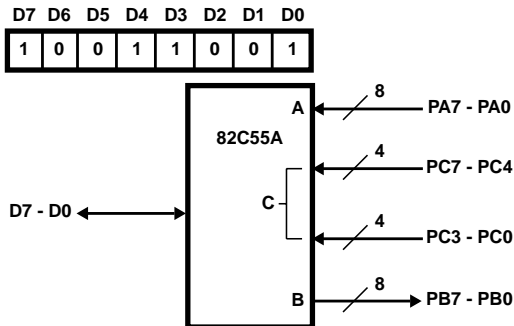 D7 D6 D5 D4 D3 D2 D1 D0
1 0 0 1 1 0 0 1
8
A PA7 - PA0
82C55A
4
PC7 - PC4
C
D7 - D0
4
PC3 - PC0
8
B PB7 - PB0